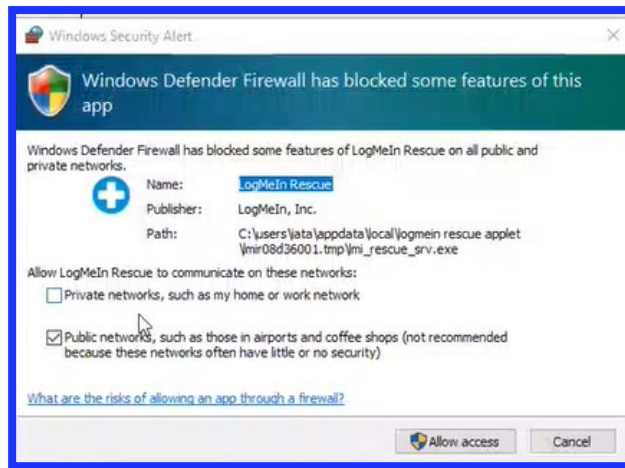 Windows Security Alert
Windows Defender Firewall has blocked some features of this
app
Windows Defender Firewall has blocked some features of LogMeIn Rescue on all public and
private networks.
Name: LogMeIn Rescue
Publisher: LogMeIn, Inc.
Path: C:\users\iata\appdata\local\logmein rescue applet
\lmir08d36001.tmp\lmi_rescue_srv.exe
Allow LogMeIn Rescue to communicate on these networks:
Private networks, such as my home or work network
Public networks, such as those in airports and coffee shops (not recommended
because these networks often have little or no security)
What are the risks of allowing an app through a firewall?
Allow access Cancel